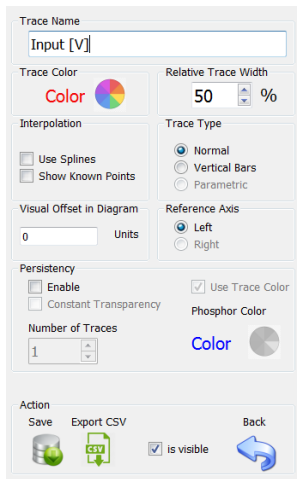 Trace Name
Input [V]
Trace Color
Relative Trace Width
Color
50 %
Interpolation
Trace Type
Use Splines
Show Known Points
Normal
Vertical Bars
Parametric
Visual Offset in Diagram
Reference Axis
0 Units
Left
Right
Persistency
Enable
Use Trace Color
Constant Transparency
Phosphor Color
Number of Traces
1
Color
Action
Save Export CSV Back
CSV
is visible